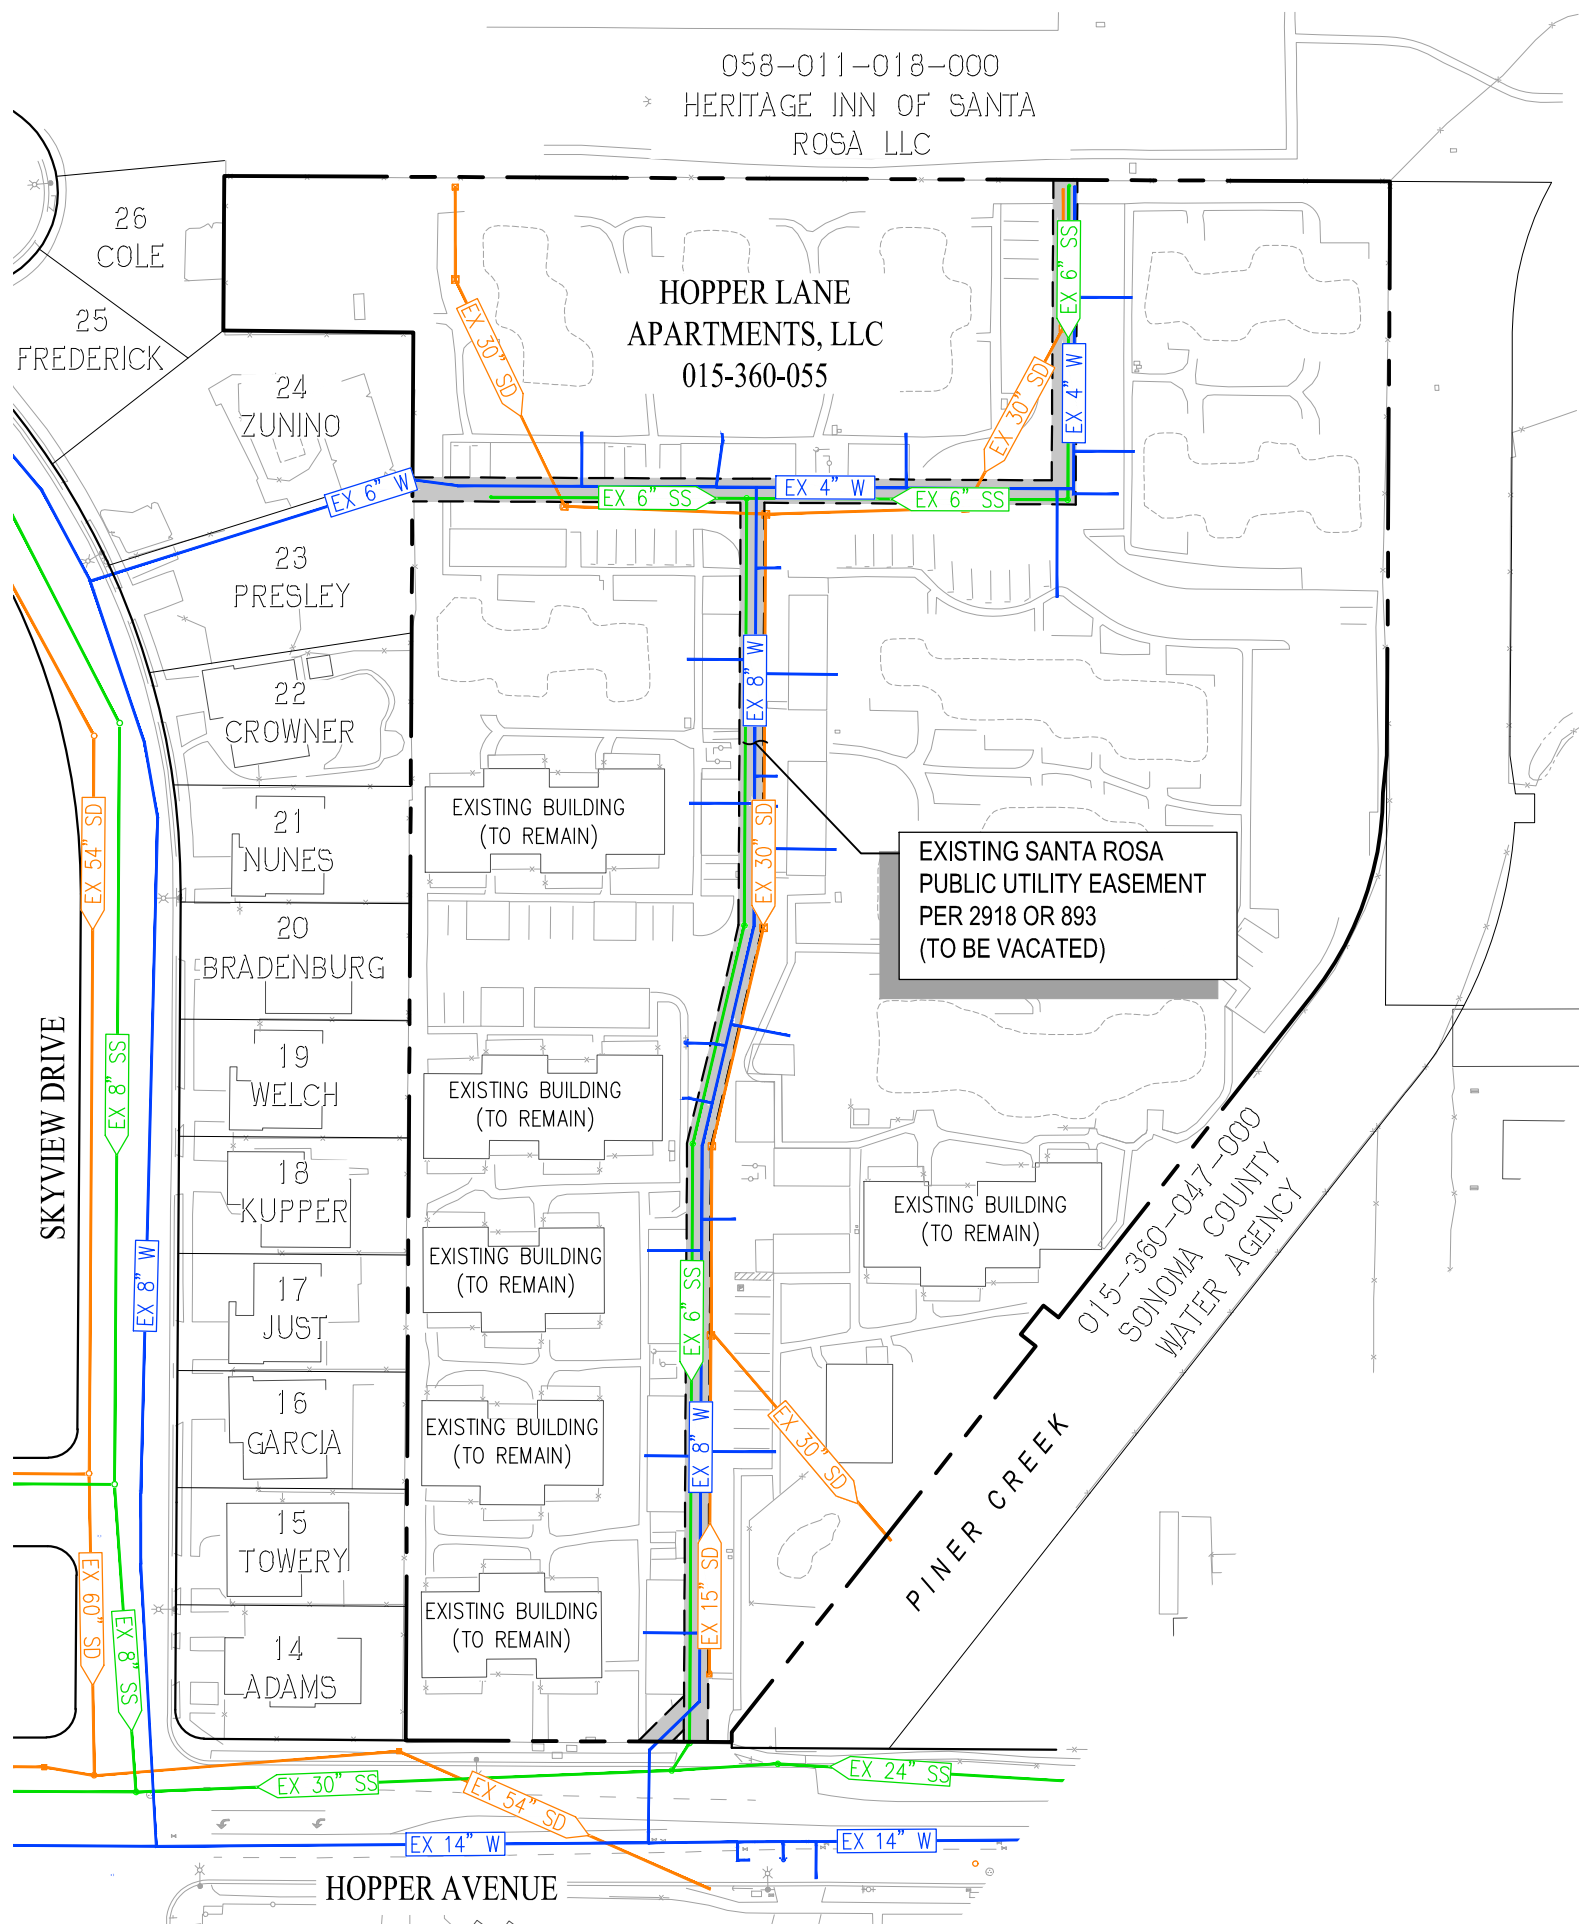 058-011-018-000
HERITAGE INN OF SANTA
ROSA LLC
26
COLE
25
FREDERICK
24
ZUNINO
HOPPER LANE
APARTMENTS, LLC
015-360-055
EX 30" SD
EX 6" SS
EX 4" W
EX 30" SD
EX 6" W
EX 6" SS
EX 4" W
EX 6" SS
23
PRESLEY
22
CROWNER
EX 8" W
21
NUNES
EX 54" SD
EXISTING BUILDING
(TO REMAIN)
EX 30" SD
EXISTING SANTA ROSA
PUBLIC UTILITY EASEMENT
PER 2918 OR 893
(TO BE VACATED)
20
BRADENBURG
SKYVIEW DRIVE
EX 8" SS
19
WELCH
EXISTING BUILDING
(TO REMAIN)
18
KUPPER
EXISTING BUILDING
(TO REMAIN)
015-360-047-000
SONOMA COUNTY
WATER AGENCY
EX 8" W
17
JUST
EXISTING BUILDING
(TO REMAIN)
EX 6" SS
16
GARCIA
EXISTING BUILDING
(TO REMAIN)
EX 8" W
EX 30" SD
PINER CREEK
15
TOWERY
EX 60" SD
EX 8" SS
EXISTING BUILDING
(TO REMAIN)
EX 15" SD
14
ADAMS
EX 30" SS
EX 54" SD
EX 24" SS
EX 14" W
EX 14" W
HOPPER AVENUE